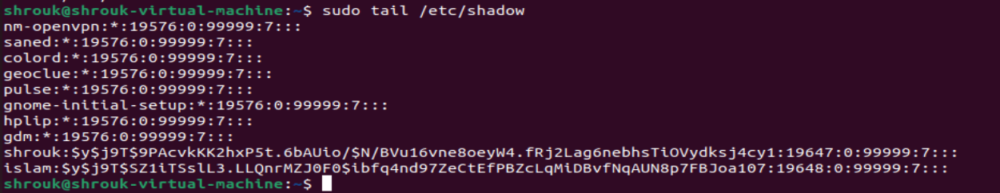 shrouk@shrouk-virtual-machine:~$ sudo tail /etc/shadow
nm-openvpn:*:19576:0:99999:7:::
saned:*:19576:0:99999:7:::
colord:*:19576:0:99999:7:::
geoclue:*:19576:0:99999:7:::
pulse:*:19576:0:99999:7:::
gnome-initial-setup:*:19576:0:99999:7:::
hplip:*:19576:0:99999:7:::
gdm:*:19576:0:99999:7:::
shrouk:$y$j9T$9PAcvkKK2hxP5t.6bAUio/$N/BVu16vne8oeyW4.fRj2Lag6nebhsTiOVydksj4cy1:19647:0:99999:7:::
islam:$y$j9T$SZ1iTSslL3.LLQnrMZJ0F0$ibfq4nd97ZeCtEfPBZcLqMiDBvfNqAUN8p7FBJoa107:19648:0:99999:7:::
shrouk@shrouk-virtual-machine:~$